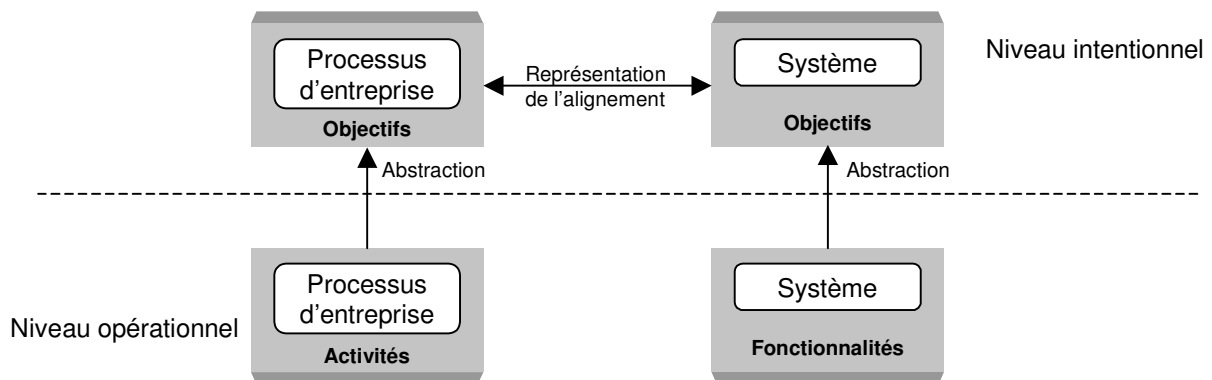 Processus
d’entreprise
Objectifs
Représentation
de l’alignement
Système
Objectifs
Niveau intentionnel
Abstraction
Abstraction
Niveau opérationnel
Processus
d’entreprise
Activités
Système
Fonctionnalités